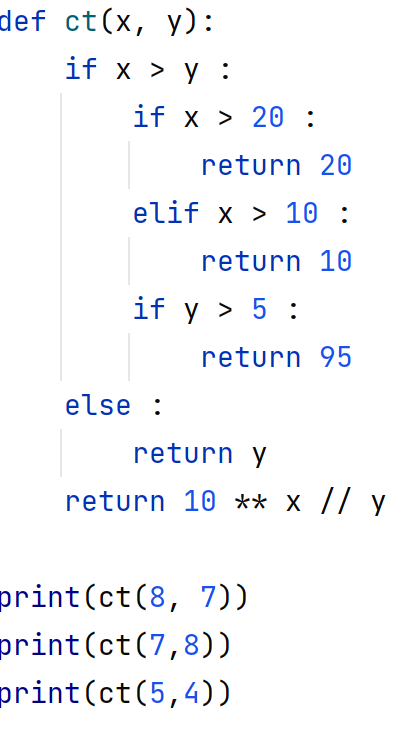 def ct(x, y):
    if x > y :
        if x > 20 :
            return 20
        elif x > 10 :
            return 10
        if y > 5 :
            return 95
    else :
        return y
    return 10 ** x // y

print(ct(8, 7))
print(ct(7,8))
print(ct(5,4))